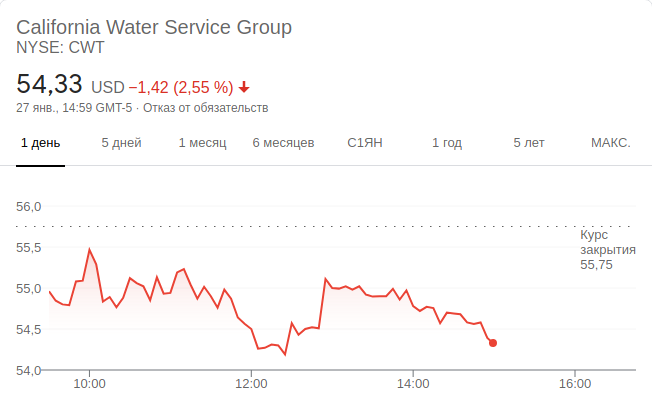 California Water Service Group
NYSE: CWT
54,33 USD −1,42 (2,55 %)
27 янв., 14:59 GMT-5 · Отказ от обязательств
1 день 5 дней 1 месяц 6 месяцев С1ЯН 1 год 5 лет МАКС.
56,0
Курс
закрытия
55,75
55,5
55,0
54,5
54,0
10:00 12:00 14:00 16:00